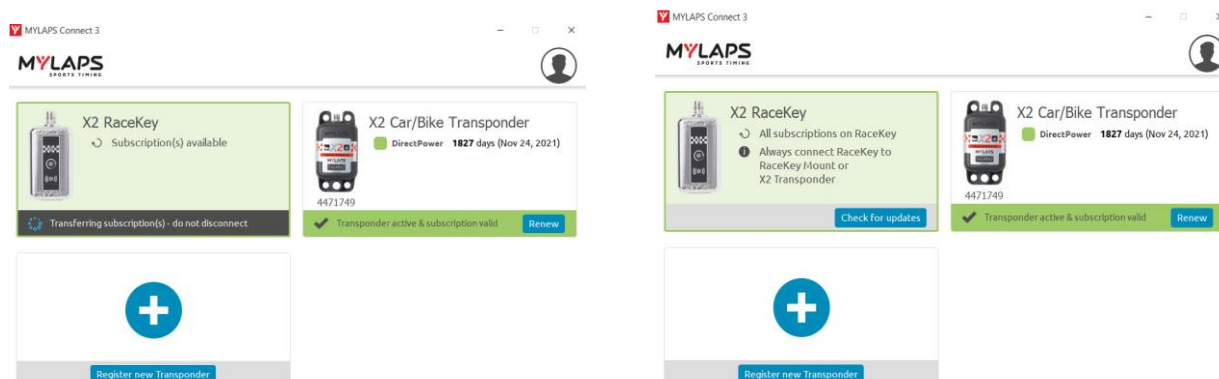 MYLAPS Connect 3
MYLAPS
SPORTS TIMING
X2 RaceKey
Subscription(s) available
Transferring subscription(s) - do not disconnect
X2 Car/Bike Transponder
DirectPower 1827 days (Nov 24, 2021)
4471749
Transponder active & subscription valid
Renew
Register new Transponder
MYLAPS Connect 3
MYLAPS
SPORTS TIMING
X2 RaceKey
All subscriptions on RaceKey
Always connect RaceKey to
RaceKey Mount or
X2 Transponder
Check for updates
X2 Car/Bike Transponder
DirectPower 1827 days (Nov 24, 2021)
4471749
Transponder active & subscription valid
Renew
Register new Transponder